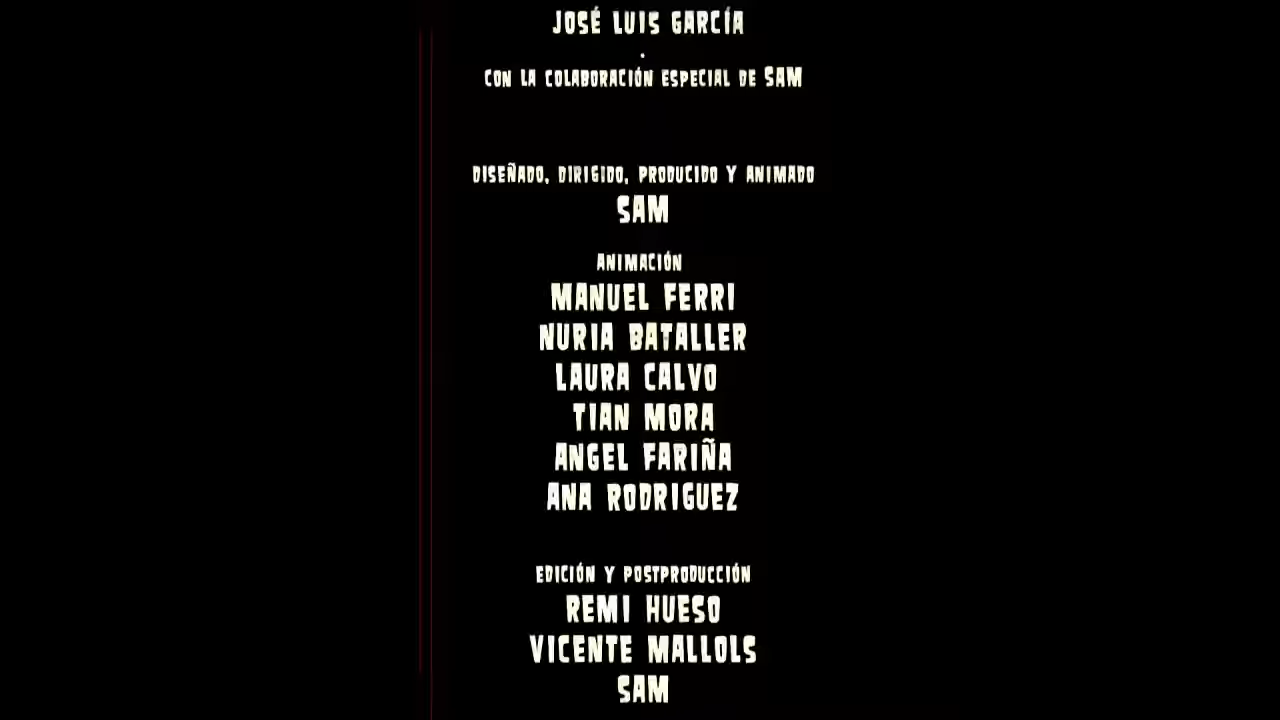 JOSÉ LUIS GARCÍA
.
CON LA COLABORACIÓN ESPECIAL DE SAM
DISEÑADO, DIRIGIDO, PRODUCIDO Y ANIMADO
SAM
ANIMACIÓN
MANUEL FERRI
NURIA BATALLER
LAURA CALVO
TIAN MORA
ANGEL FARIÑA
ANA RODRIGUEZ
EDICIÓN Y POSTPRODUCCIÓN
REMI HUESO
VICENTE MALLOLS
SAM